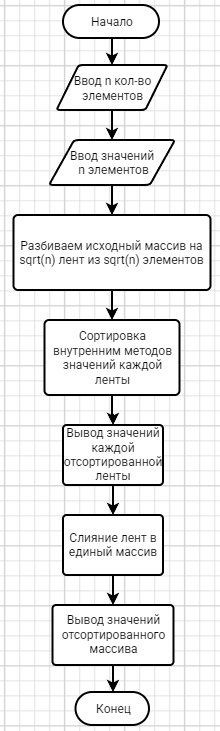 Начало
Ввод n кол-во
элементов
Ввод значений
n элементов
Разбиваем исходный массив на
sqrt(n) лент из sqrt(n) элементов
Сортировка
внутренним методов
значений каждой
ленты
Вывод значений
каждой
отсортированной
ленты
Слияние лент в
единый массив
Вывод значений
отсортированного
массива
Конец